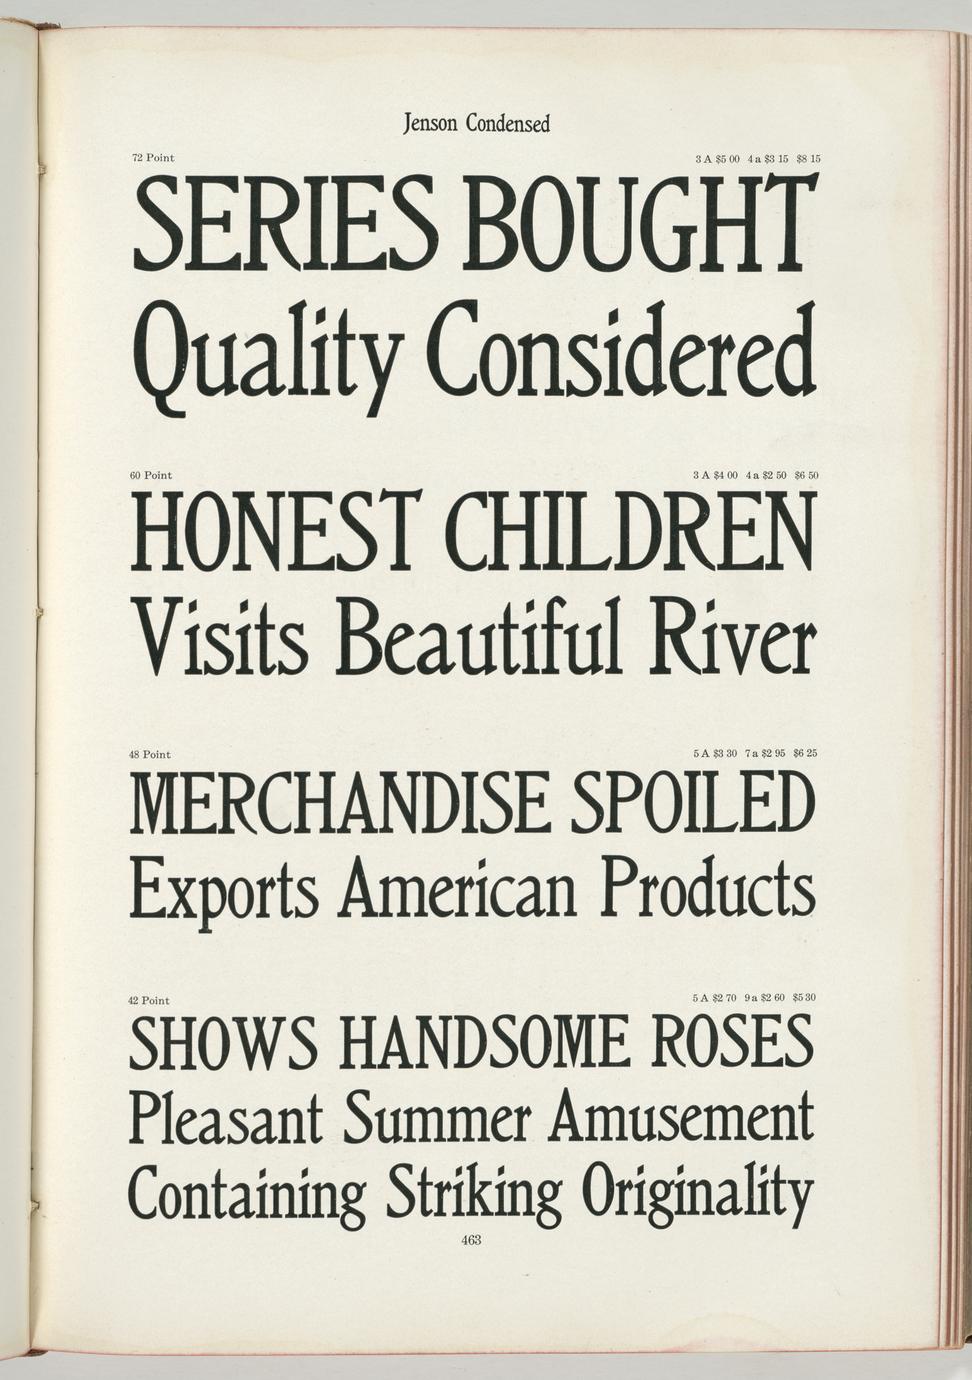 Jenson Condensed
72 Point 3 A $5 00 4 a $3 15 $8 15
SERIES BOUGHT
Quality Considered
60 Point 3 A $4 00 4 a $2 50 $6 50
HONEST CHILDREN
Visits Beautiful River
48 Point 5 A $3 30 7 a $2 95 $6 25
MERCHANDISE SPOILED
Exports American Products
42 Point 5 A $2 70 9 a $2 60 $5 30
SHOWS HANDSOME ROSES
Pleasant Summer Amusement
Containing Striking Originality
463